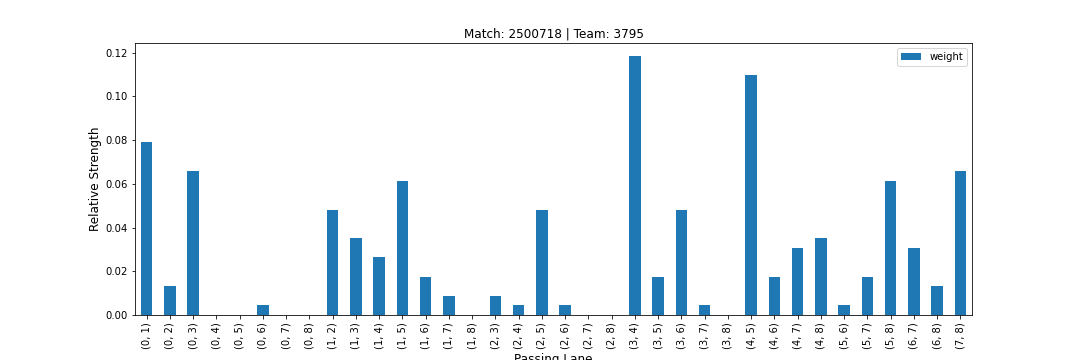 Match: 2500718 | Team: 3795
weight
Relative Strength
0.12
0.10
0.08
0.06
0.04
0.02
0.00
(0, 1) (0, 2) (0, 3) (0, 4) (0, 5) (0, 6) (0, 7) (0, 8) (1, 2) (1, 3) (1, 4) (1, 5) (1, 6) (1, 7) (1, 8) (2, 3) (2, 4) (2, 5) (2, 6) (2, 7) (2, 8) (3, 4) (3, 5) (3, 6) (3, 7) (3, 8) (4, 5) (4, 6) (4, 7) (4, 8) (5, 6) (5, 7) (5, 8) (6, 7) (6, 8) (7, 8)
Passing Lane